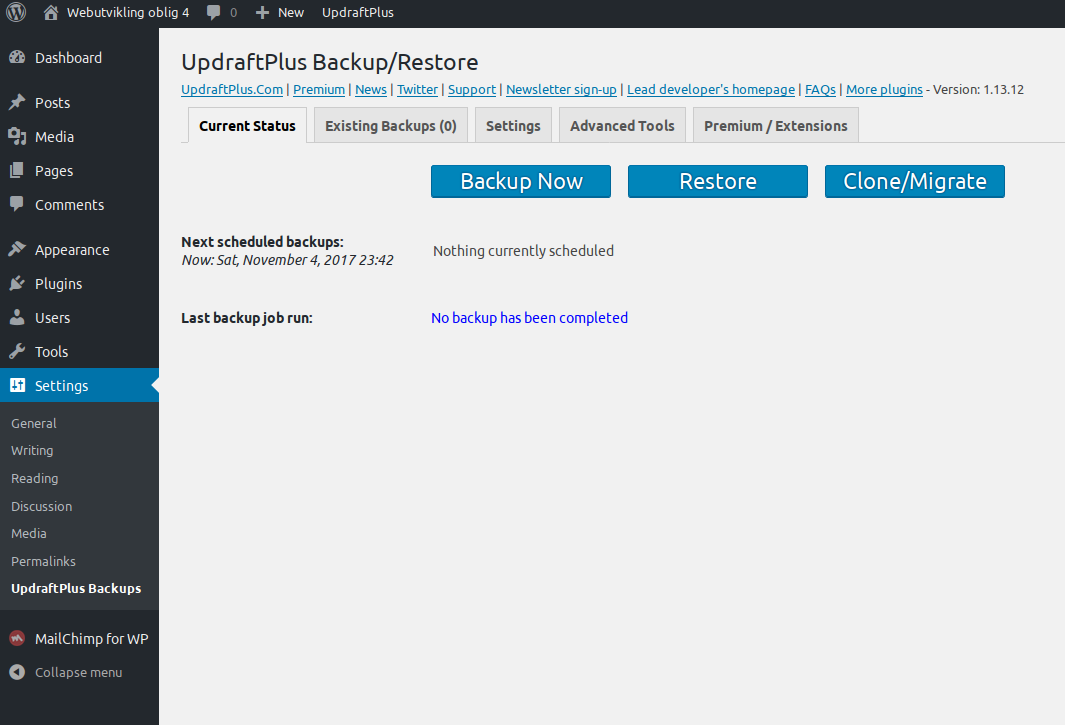 Webutvikling oblig 4 0 New UpdraftPlus
Dashboard
Posts
Media
Pages
Comments
Appearance
Plugins
Users
Tools
Settings
General
Writing
Reading
Discussion
Media
Permalinks
UpdraftPlus Backups
MailChimp for WP
Collapse menu
UpdraftPlus Backup/Restore
UpdraftPlus.Com | Premium | News | Twitter | Support | Newsletter sign-up | Lead developer's homepage | FAQs | More plugins - Version: 1.13.12
Current Status Existing Backups (0) Settings Advanced Tools Premium / Extensions
Backup Now Restore Clone/Migrate
Next scheduled backups:
Now: Sat, November 4, 2017 23:42
Nothing currently scheduled
Last backup job run: No backup has been completed